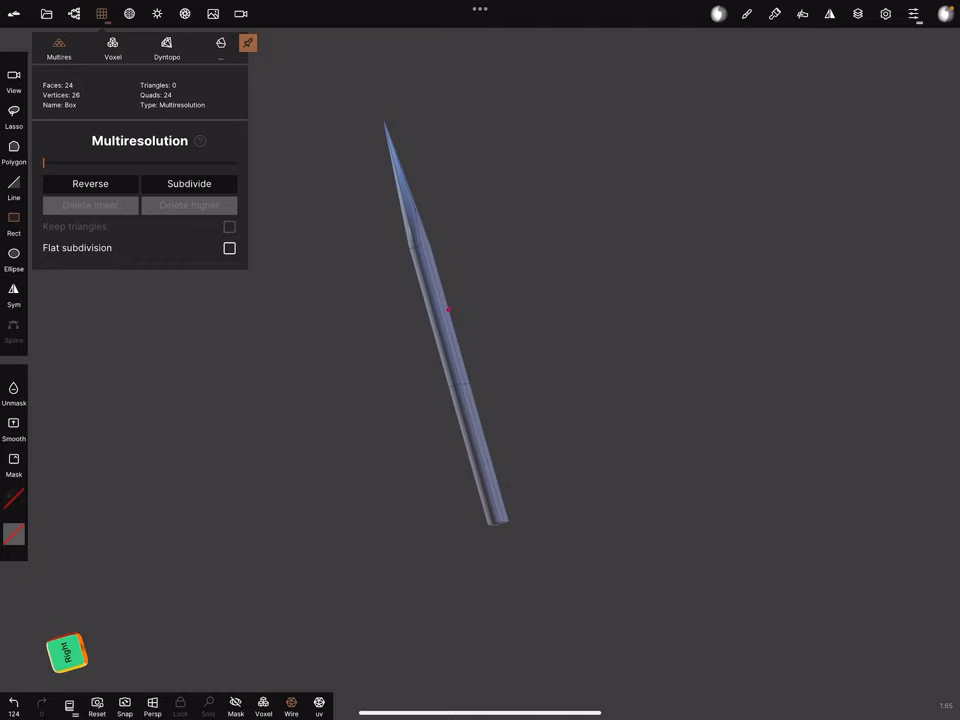 Multires
Voxel
Dyntopo
...
Faces: 24
Triangles: 0
Vertices: 26
Quads: 24
Name: Box
Type: Multiresolution
Multiresolution ?
Reverse
Subdivide
Delete lower
Delete higher
Keep triangles
Flat subdivision
View
Lasso
Polygon
Line
Rect
Ellipse
Sym
Spline
Unmask
Smooth
Mask
Right
124
0
Reset
Snap
Persp
Lock
Solo
Mask
Voxel
Wire
uv
1.65